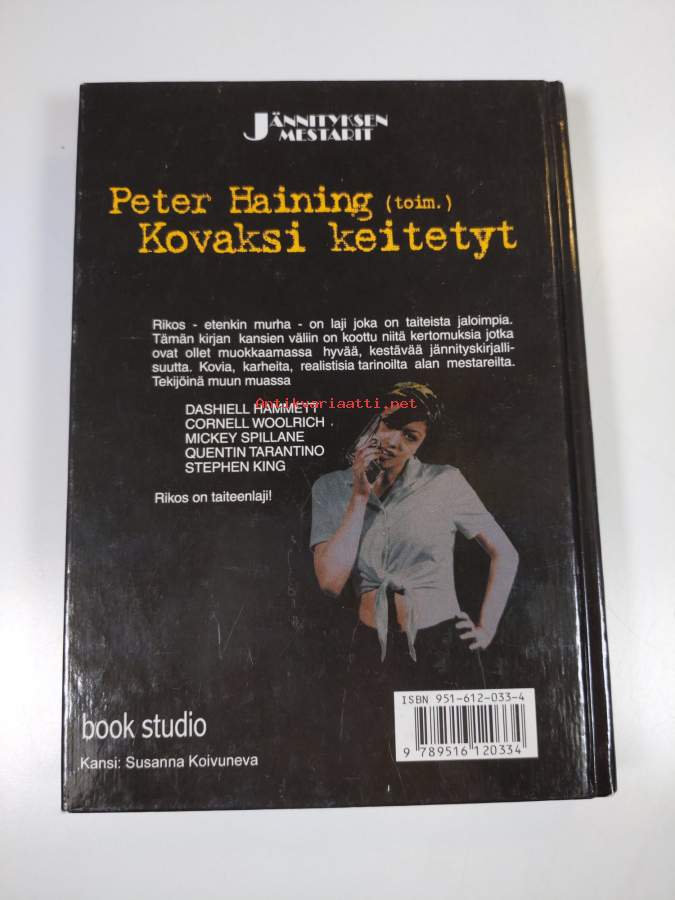 JÄNNITYKSEN
MESTARIT
Peter Haining (toim.)
Kovaksi keitetyt
Rikos - etenkin murha - on laji joka on taiteista jaloimpia.
Tämän kirjan kansien väliin on koottu niitä kertomuksia jotka
ovat ollet muokkaamassa hyvää, kestävää jännityskirjalli-
suutta. Kovia, karheita, realistisia tarinoilta alan mestareilta.
Tekijöinä muun muassa
Antikvariaatti.net
DASHIELL HAMMETT
CORNELL WOOLRICH
MICKEY SPILLANE
QUENTIN TARANTINO
STEPHEN KING
Rikos on taiteenlaji!
ISBN 951-612-033-4
9 789516 120334
book studio
Kansi: Susanna Koivuneva